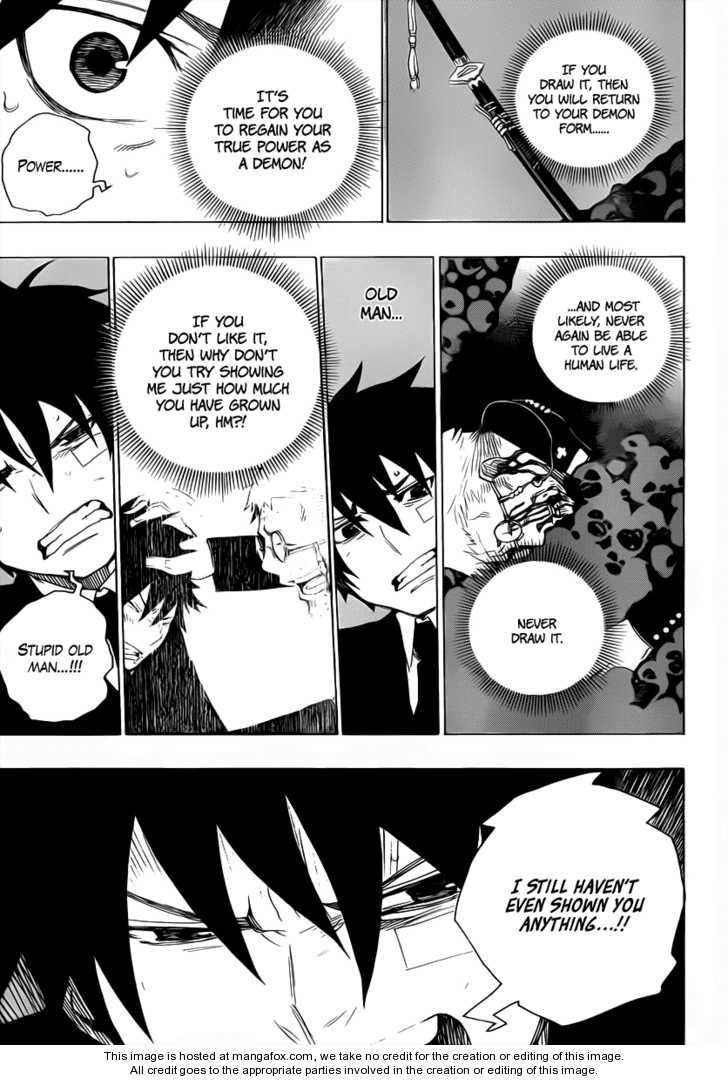 IF YOU
DRAW IT, THEN
YOU WILL RETURN
TO YOUR DEMON
FORM......
IT'S
TIME FOR YOU
TO REGAIN YOUR
TRUE POWER AS
A DEMON!
POWER......
...AND MOST
LIKELY, NEVER
AGAIN BE ABLE
TO LIVE A
HUMAN LIFE.
NEVER
DRAW IT.
OLD
MAN...
IF YOU
DON'T LIKE IT,
THEN WHY DON'T
YOU TRY SHOWING
ME JUST HOW MUCH
YOU HAVE GROWN
UP, HM?!
STUPID OLD
MAN...!!!
I STILL HAVEN'T
EVEN SHOWN YOU
ANYTHING...!!
This image is hosted at mangafox.com, we take no credit for the creation or editing of this image.
All credit goes to the appropriate parties involved in the creation or editing of this image.